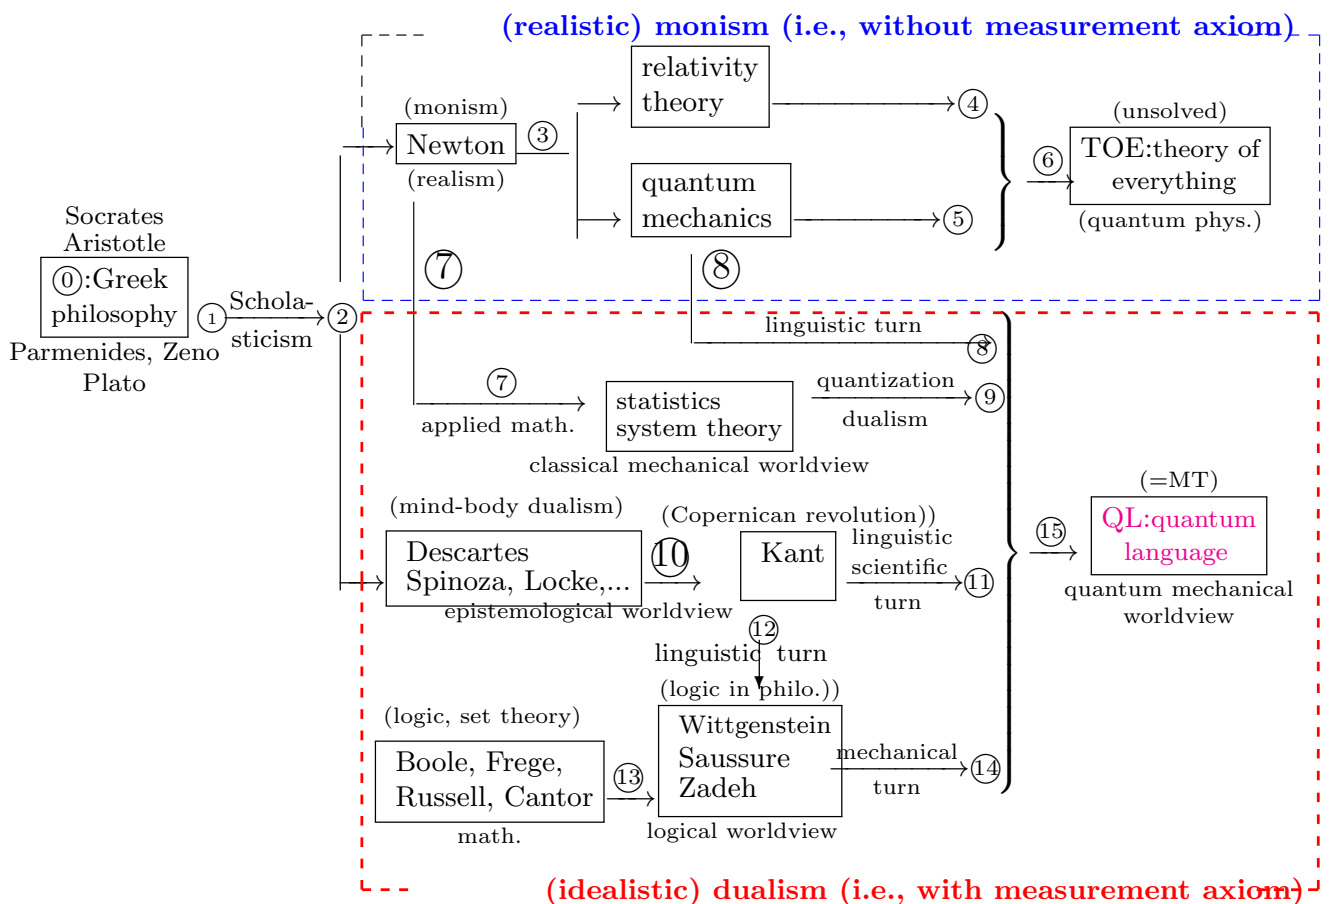 (realistic) monism (i.e., without measurement axiom)
relativity
theory
④
(monism)
Newton
③
(realism)
(unsolved)
⑥
TOE:theory of
everything
(quantum phys.)
quantum
mechanics
⑤
Socrates
Aristotle
⓪:Greek
philosophy
Parmenides, Zeno
Plato
①
Schola-
sticism
②
⑦
⑧
linguistic turn
⑧
⑦
applied math.
statistics
system theory
classical mechanical worldview
quantization
dualism
⑨
(mind-body dualism)
Descartes
Spinoza, Locke,...
epistemological worldview
⑩
(Copernican revolution))
Kant
linguistic
scientific
turn
⑪
⑮
(=MT)
QL:quantum
language
quantum mechanical
worldview
⑫
linguistic turn
(logic in philo.))
(logic, set theory)
Boole, Frege,
Russell, Cantor
math.
⑬
Wittgenstein
Saussure
Zadeh
logical worldview
mechanical
turn
⑭
(idealistic) dualism (i.e., with measurement axiom)